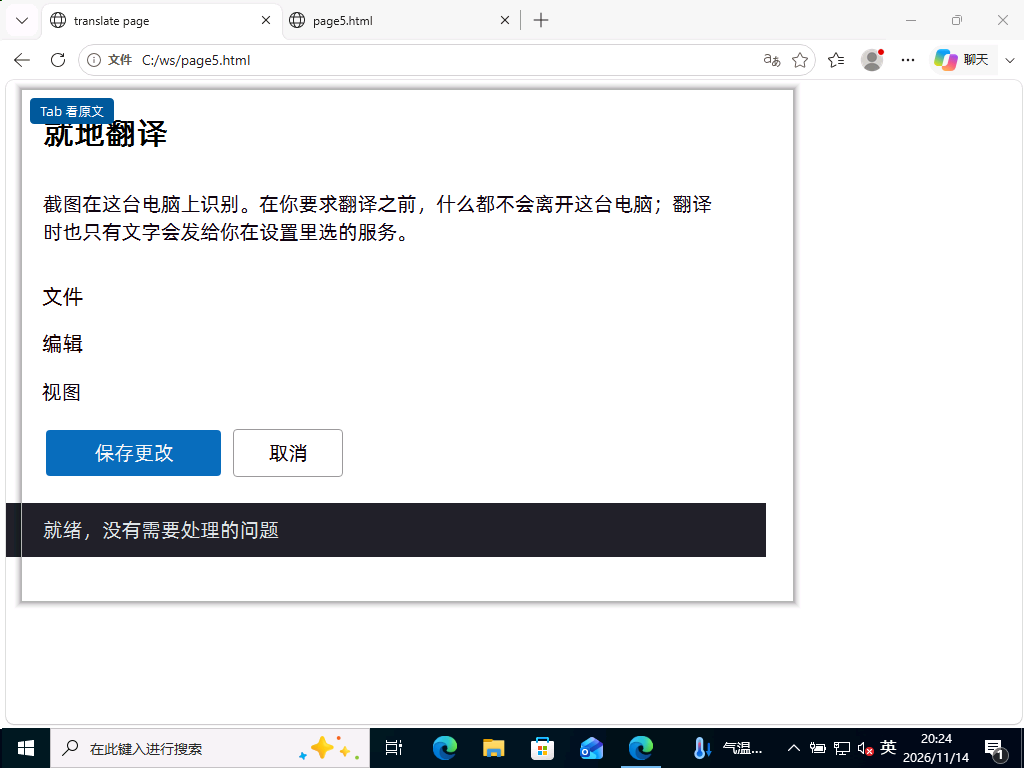 translate page
page5.html
文件 C:/ws/page5.html
聊天
Tab 看原文
就地翻译
截图在这台电脑上识别。在你要求翻译之前，什么都不会离开这台电脑；翻译
时也只有文字会发给你在设置里选的服务。
文件
编辑
视图
保存更改 取消
就绪，没有需要处理的问题
在此键入进行搜索
气温...
英
20:24
2026/11/14
1